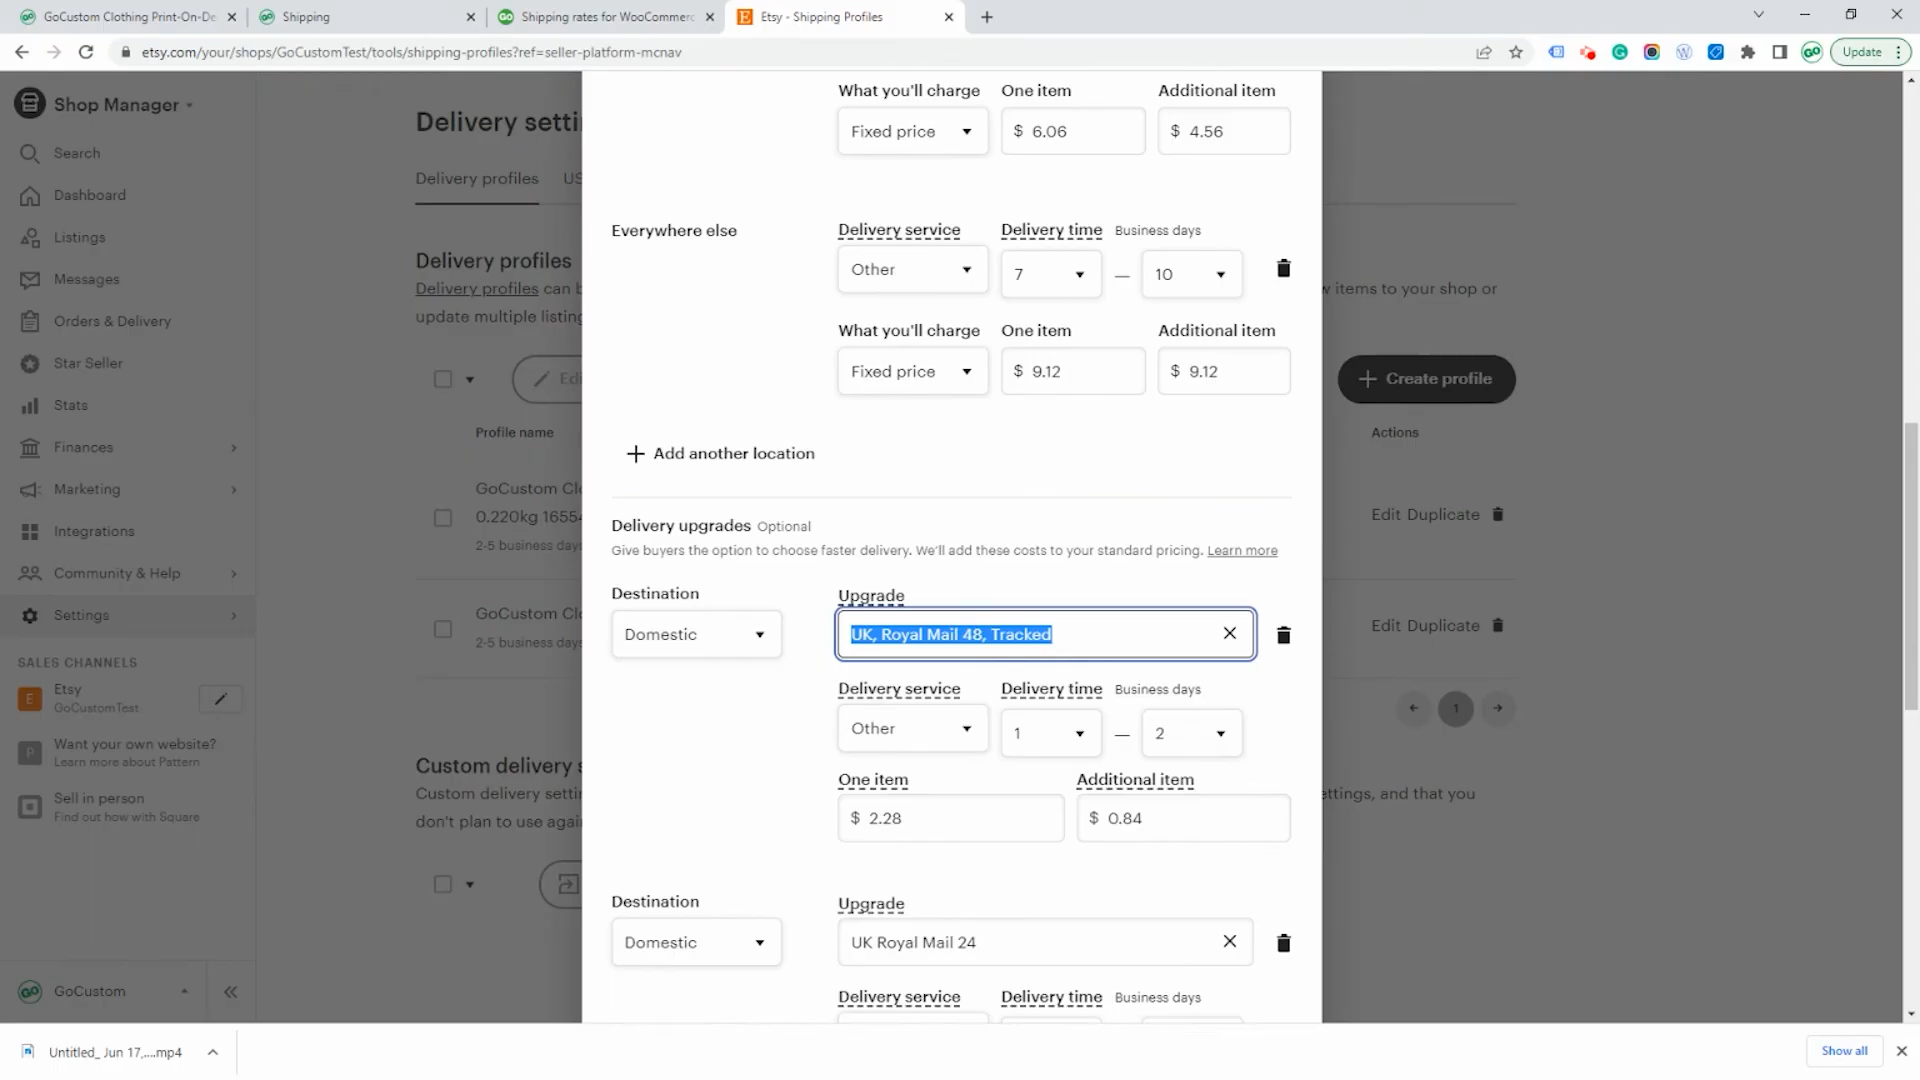 GoCustom Clothing Print-On-De
Shipping
Shipping rates for WooCommerc
Etsy - Shipping Profiles
etsy.com/your/shops/GoCustomTest/tools/shipping-profiles?ref=seller-platform-mcnav
Update
Shop Manager
Search
Dashboard
Listings
Messages
Orders & Delivery
Star Seller
Stats
Finances
Marketing
Integrations
Community & Help
Settings
SALES CHANNELS
E
Etsy
GoCustomTest
P
Want your own website?
Learn more about Pattern
Sell in person
Find out how with Square
GO GoCustom
Delivery setti
Delivery profiles US
Delivery profiles
Delivery profiles can b
w items to your shop or
update multiple listing
Edi
Create profile
Profile name
Actions
GoCustom Cl
0.220kg 1655
2-5 business days
Edit Duplicate
GoCustom Cl
2-5 business days
Edit Duplicate
1
Custom delivery s
Custom delivery setti
ettings, and that you
don't plan to use agai
What you'll charge One item Additional item
Fixed price $ 6.06 $ 4.56
Everywhere else
Delivery service Delivery time Business days
Other 7 — 10
What you'll charge One item Additional item
Fixed price $ 9.12 $ 9.12
Add another location
Delivery upgrades Optional
Give buyers the option to choose faster delivery. We'll add these costs to your standard pricing. Learn more
Destination Upgrade
Domestic UK, Royal Mail 48, Tracked
Delivery service Delivery time Business days
Other 1 — 2
One item Additional item
$ 2.28 $ 0.84
Destination Upgrade
Domestic UK Royal Mail 24
Delivery service Delivery time Business days
Untitled_ Jun 17,....mp4
Show all